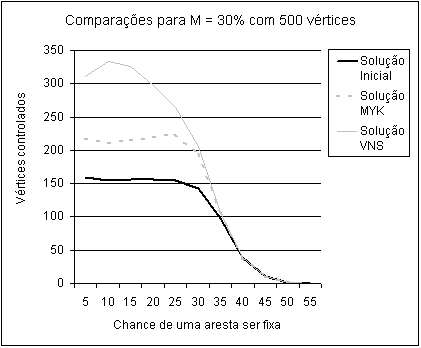 Comparações para M = 30% com 500 vértices
350
300
250
200
150
100
50
0
Vértices controlados
5 10 15 20 25 30 35 40 45 50 55
Chance de uma aresta ser fixa
Solução
Inicial
Solução
MYK
Solução
VNS